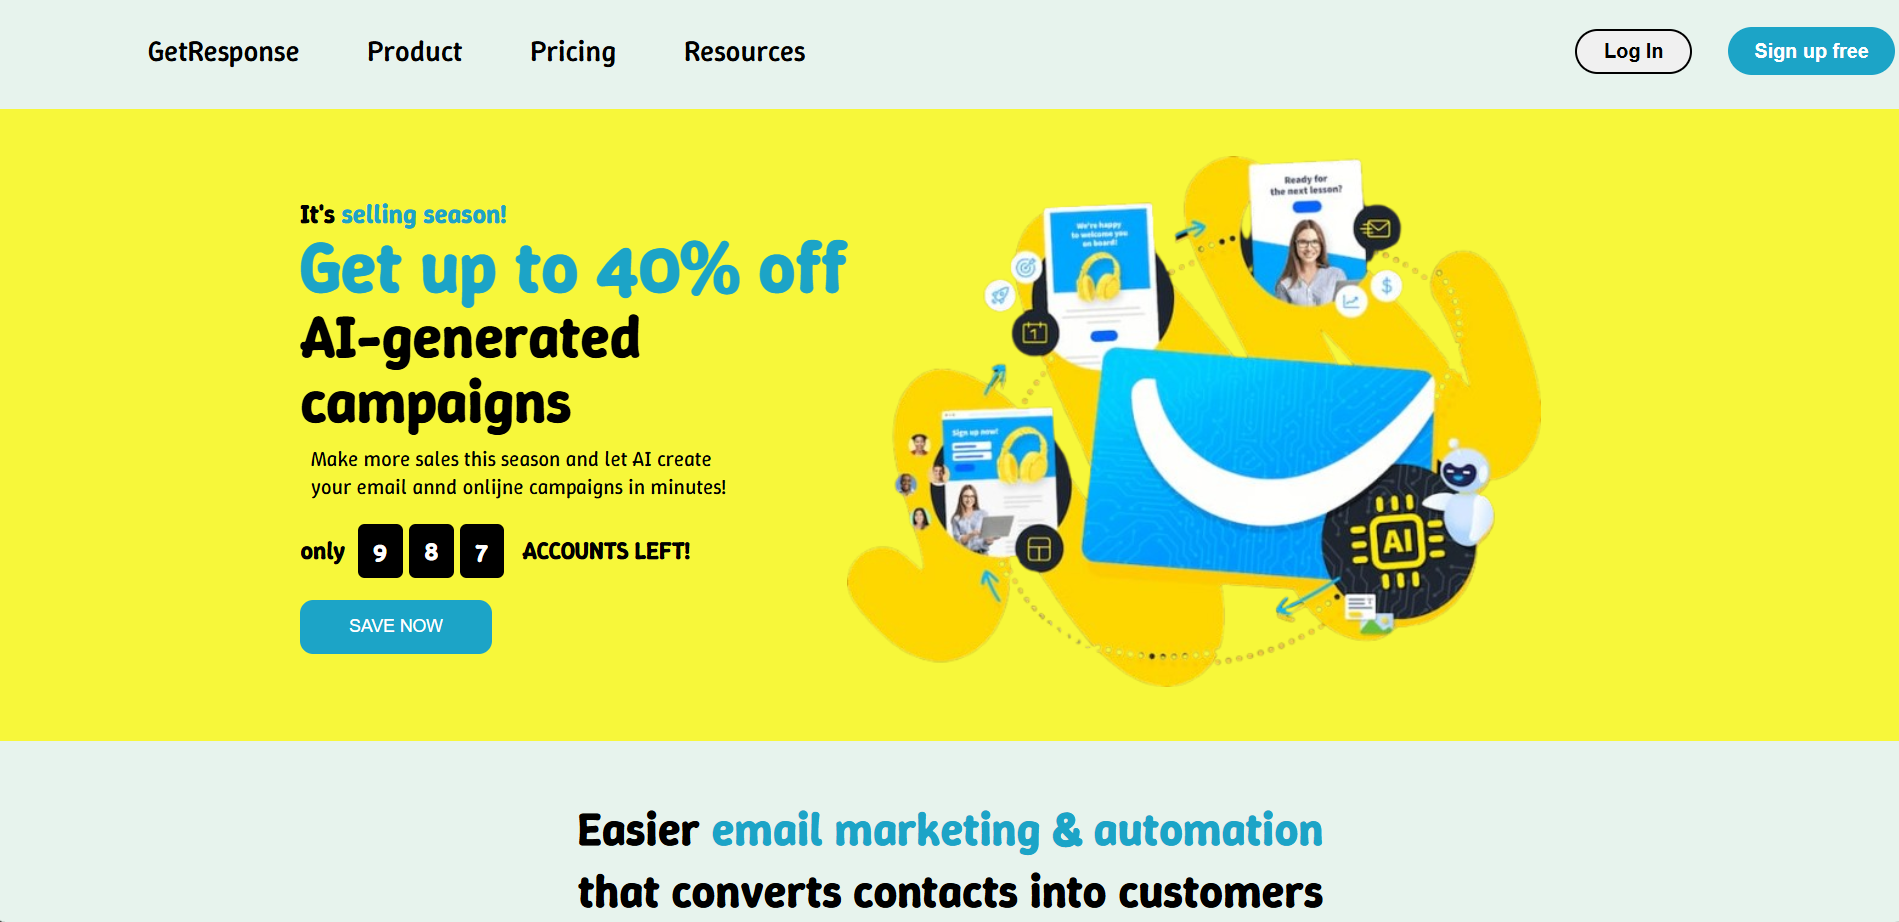 GetResponse Product Pricing Resources Log In Sign up free
It's selling season!
Get up to 40% off
AI-generated
campaigns
Make more sales this season and let AI create
your email annd onlijne campaigns in minutes!
only 9 8 7 ACCOUNTS LEFT!
SAVE NOW
Ready for
the next lesson?
We're happy
to welcome you
on board!
1
$
Sign up now!
AI
Easier email marketing & automation
that converts contacts into customers